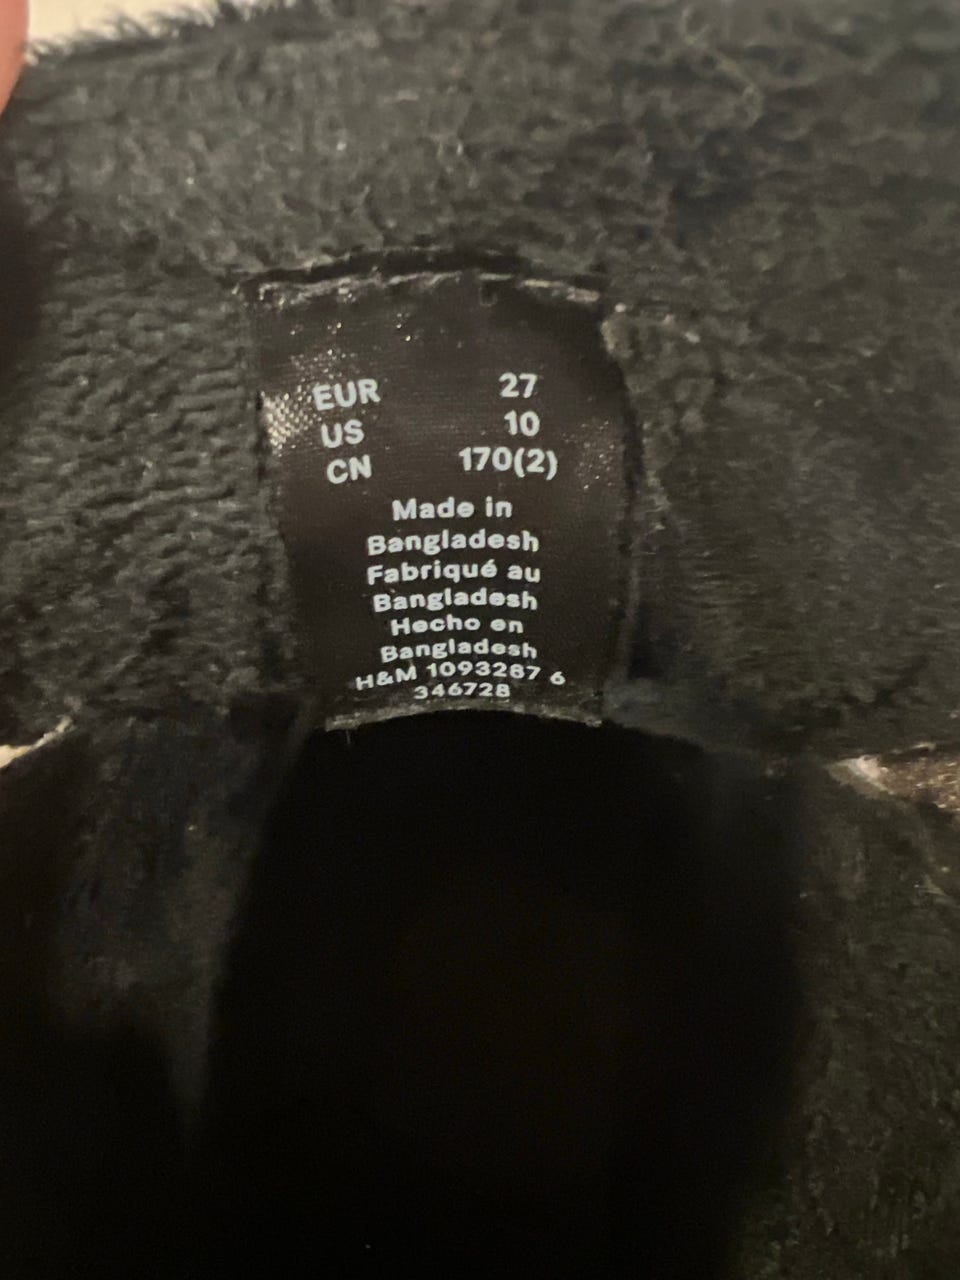 EUR 27
US 10
CN 170(2)
Made in
Bangladesh
Fabriqué au
Bangladesh
Hecho en
Bangladesh
H&M 1093287 6
346728